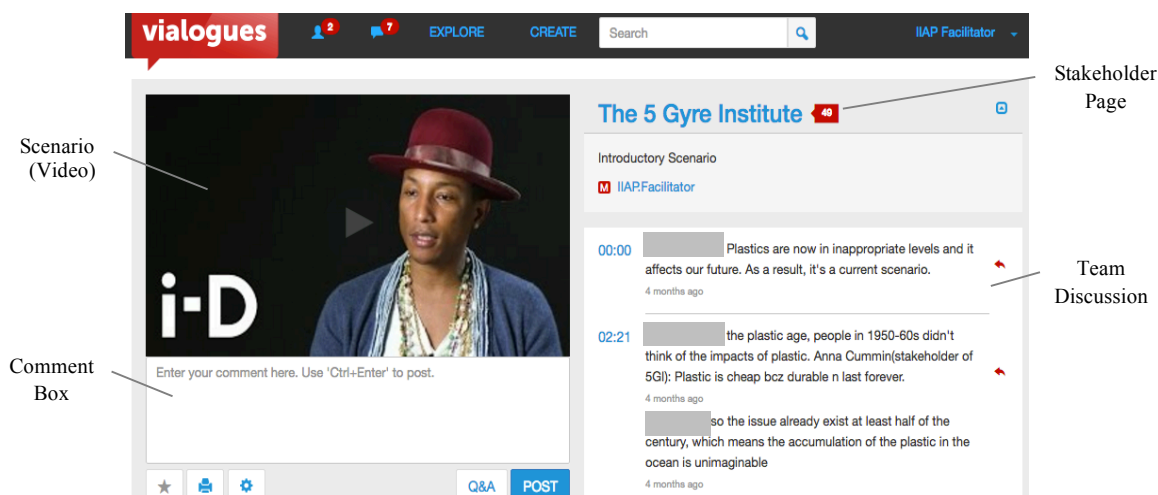 vialogues
2
7
EXPLORE
CREATE
Search
IIAP Facilitator
Stakeholder
Page
Scenario
(Video)
i-D
The 5 Gyre Institute
49
Introductory Scenario
M IIAP.Facilitator
00:00
Plastics are now in inappropriate levels and it
affects our future. As a result, it's a current scenario.
4 months ago
Team
Discussion
02:21
the plastic age, people in 1950-60s didn't
think of the impacts of plastic. Anna Cummin(stakeholder of
5GI): Plastic is cheap bcz durable n last forever.
4 months ago
so the issue already exist at least half of the
century, which means the accumulation of the plastic in the
ocean is unimaginable
4 months ago
Comment
Box
Enter your comment here. Use 'Ctrl+Enter' to post.
Q&A
POST